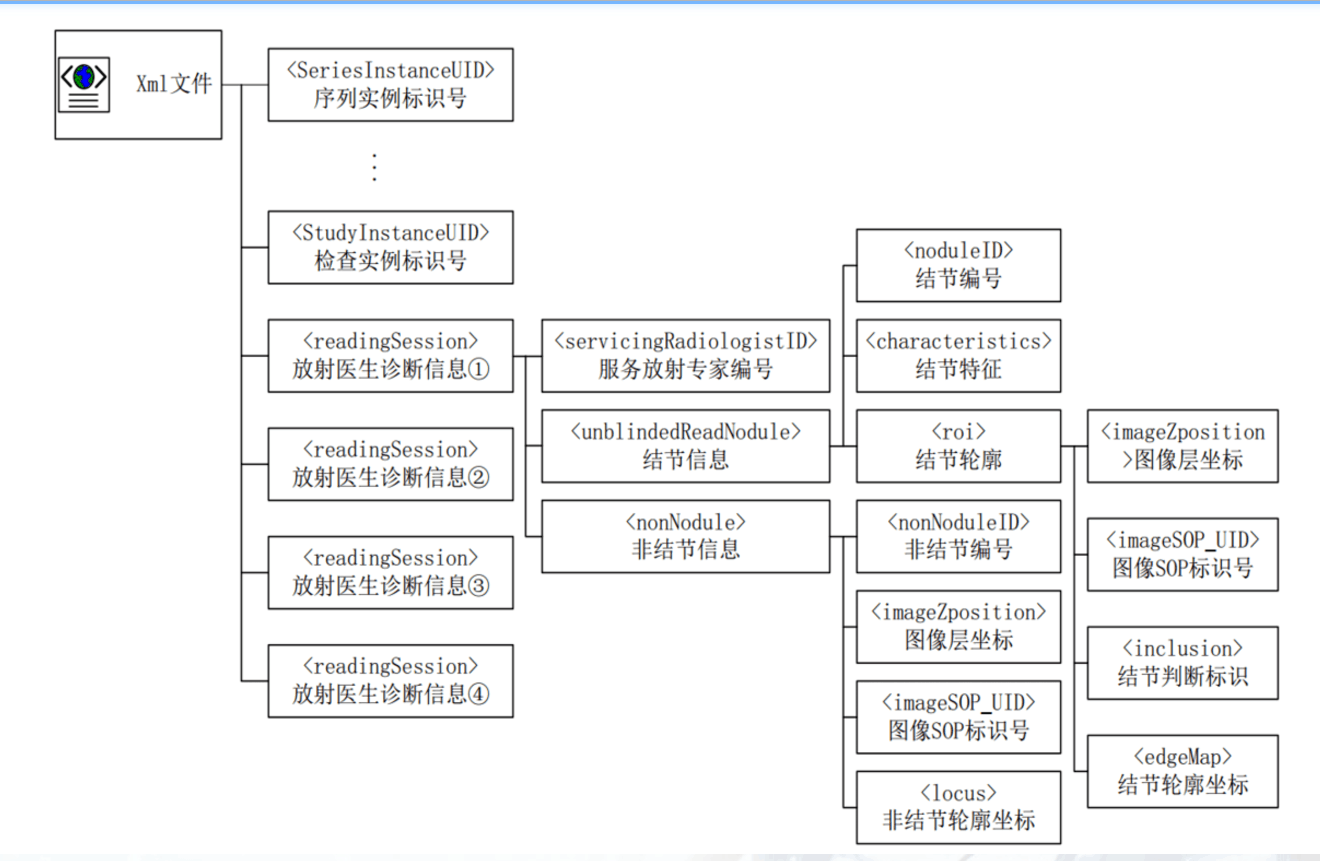 Xml文件
<SeriesInstanceUID>
序列实例标识号
⋮
<StudyInstanceUID>
检查实例标识号
<readingSession>
放射医生诊断信息①
<readingSession>
放射医生诊断信息②
<readingSession>
放射医生诊断信息③
<readingSession>
放射医生诊断信息④
<servicingRadiologistID>
服务放射专家编号
<unblindedReadNodule>
结节信息
<nonNodule>
非结节信息
<noduleID>
结节编号
<characteristics>
结节特征
<roi>
结节轮廓
<nonNoduleID>
非结节编号
<imageZposition>
图像层坐标
<imageSOP_UID>
图像SOP标识号
<locus>
非结节轮廓坐标
<imageZposition
>图像层坐标
<imageSOP_UID>
图像SOP标识号
<inclusion>
结节判断标识
<edgeMap>
结节轮廓坐标